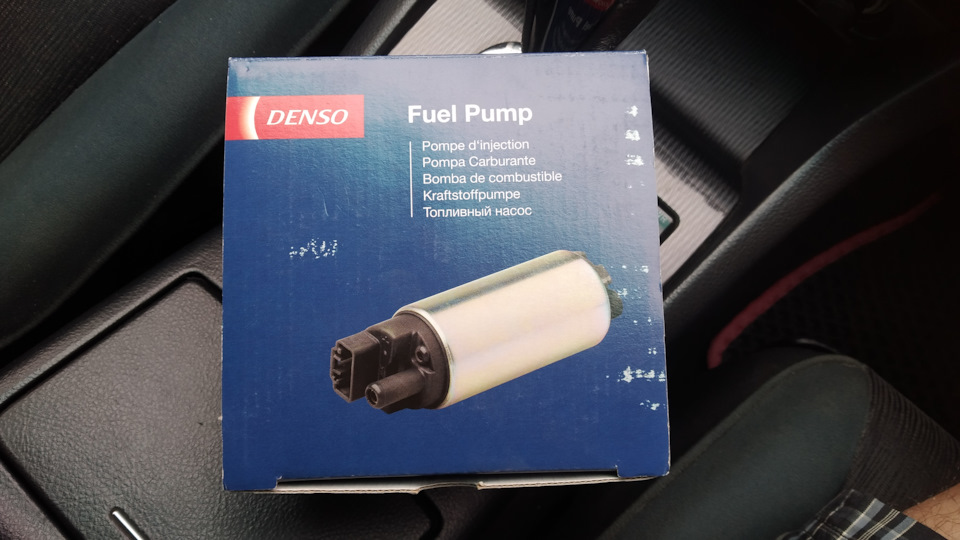 DENSO
Fuel Pump
Pompe d'injection
Pompa Carburante
Bomba de combustible
Kraftstoffpumpe
Топливный насос